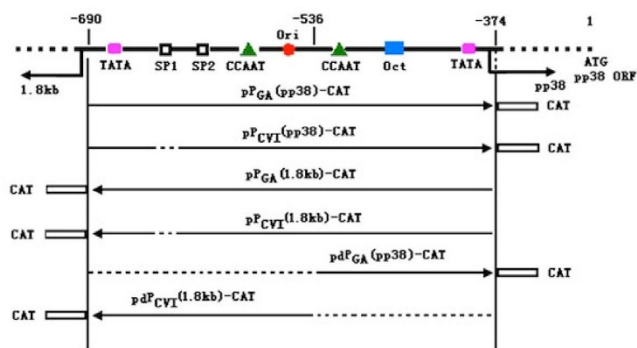 -690 -536 -374 1
Ori
TATA SP1 SP2 CCAAT CCAAT Oct TATA ATG
1.8kb pp38 pp38 ORF
pP_GA(pp38)-CAT CAT
pP_CVI(pp38)-CAT CAT
CAT pP_GA(1.8kb)-CAT
CAT pP_CVI(1.8kb)-CAT
pdP_GA(pp38)-CAT CAT
CAT pdP_CVI(1.8kb)-CAT